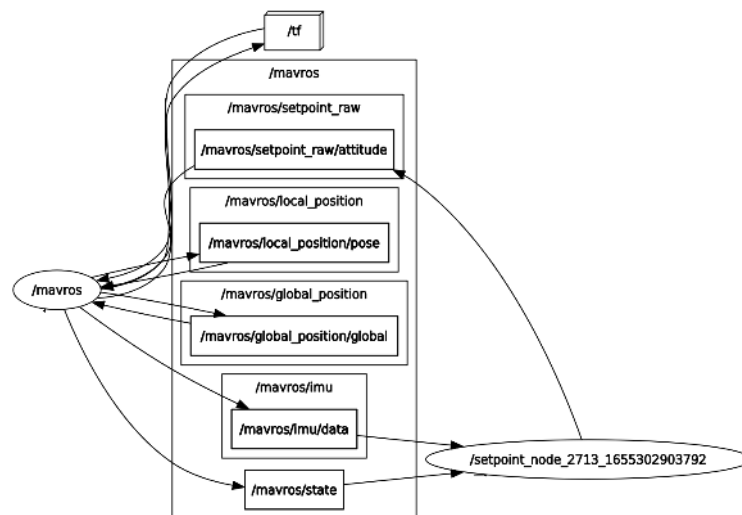 /tf
/mavros
/mavros/setpoint_raw
/mavros/setpoint_raw/attitude
/mavros/local_position
/mavros/local_position/pose
/mavros
/mavros/global_position
/mavros/global_position/global
/mavros/imu
/mavros/imu/data
/setpoint_node_2713_1655302903792
/mavros/state